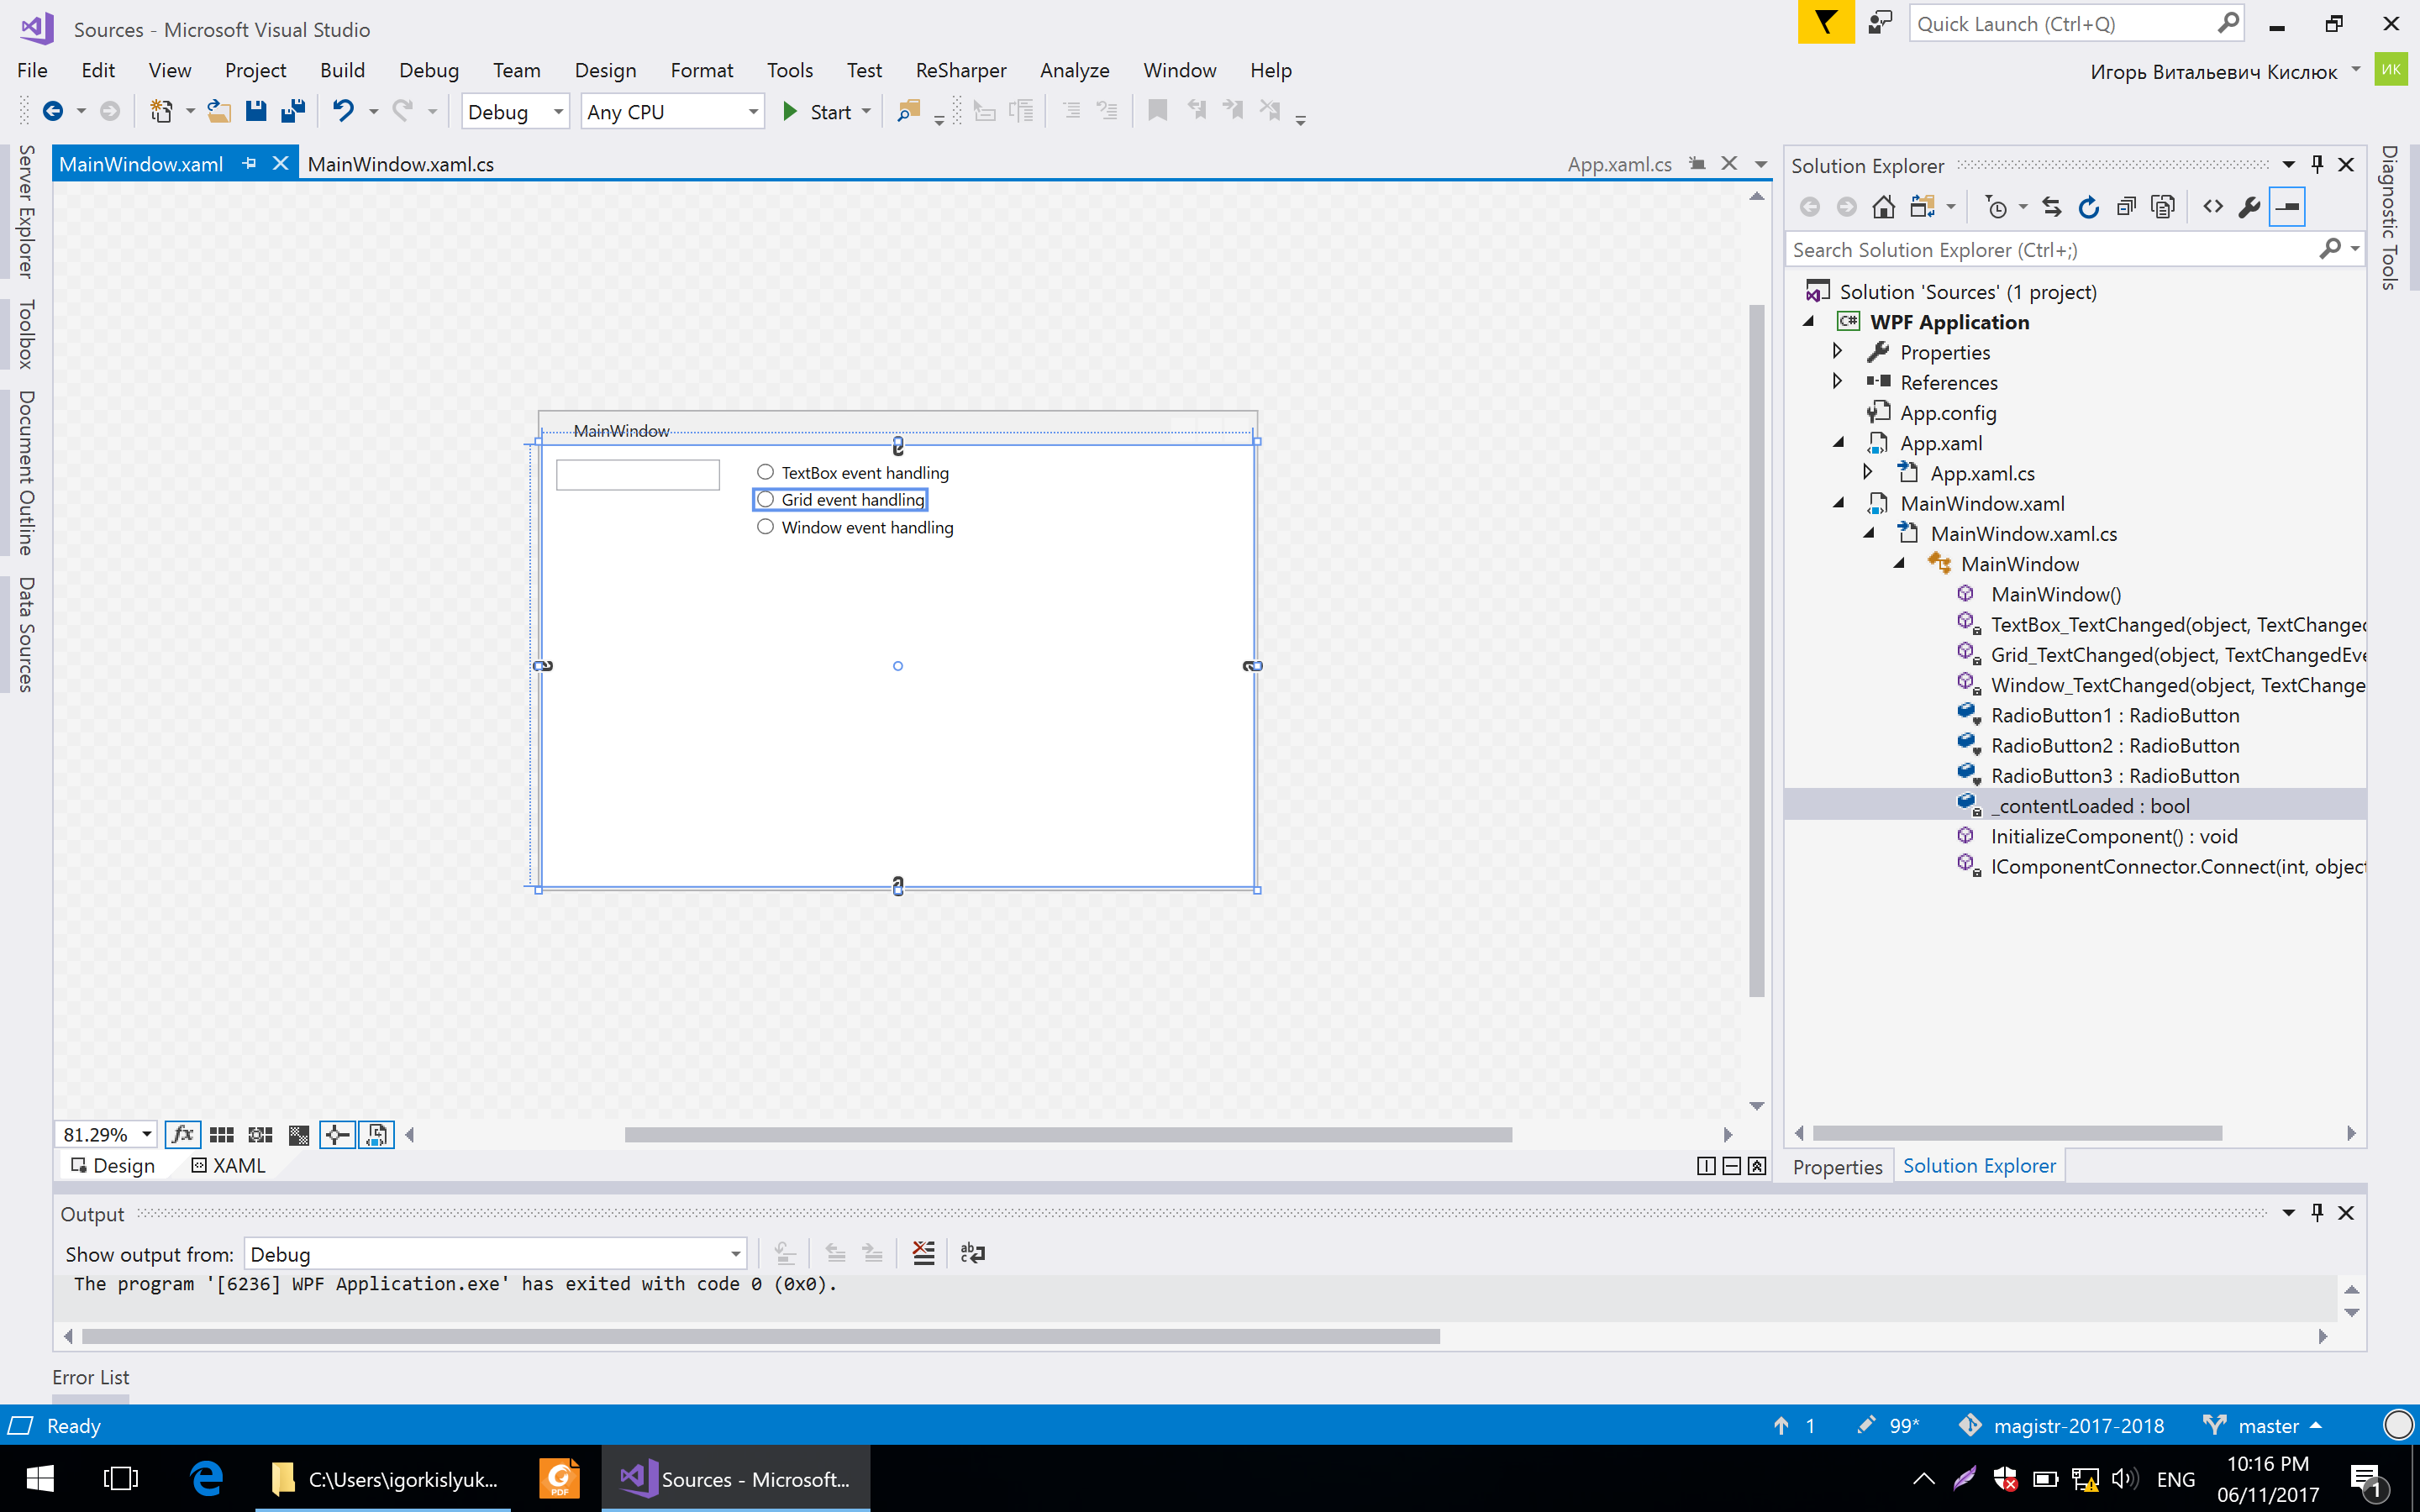 Sources - Microsoft Visual Studio
Quick Launch (Ctrl+Q)
File Edit View Project Build Debug Team Design Format Tools Test ReSharper Analyze Window Help
Игорь Витальевич Кислюк
ИК
Debug
Any CPU
Start
Server Explorer
Toolbox
Document Outline
Data Sources
MainWindow.xaml
MainWindow.xaml.cs
App.xaml.cs
MainWindow
TextBox event handling
Grid event handling
Window event handling
81.29%
fx
Design
XAML
Solution Explorer
Search Solution Explorer (Ctrl+;)
Solution 'Sources' (1 project)
C# WPF Application
Properties
References
App.config
App.xaml
App.xaml.cs
MainWindow.xaml
MainWindow.xaml.cs
MainWindow
MainWindow()
TextBox_TextChanged(object, TextChanged
Grid_TextChanged(object, TextChangedEve
Window_TextChanged(object, TextChange
RadioButton1 : RadioButton
RadioButton2 : RadioButton
RadioButton3 : RadioButton
_contentLoaded : bool
InitializeComponent() : void
IComponentConnector.Connect(int, object
Properties
Solution Explorer
Diagnostic Tools
Output
Show output from: Debug
The program '[6236] WPF Application.exe' has exited with code 0 (0x0).
Error List
Ready
1
99*
magistr-2017-2018
master
C:\Users\igorkislyuk...
PDF
Sources - Microsoft...
ENG
10:16 PM
06/11/2017
1